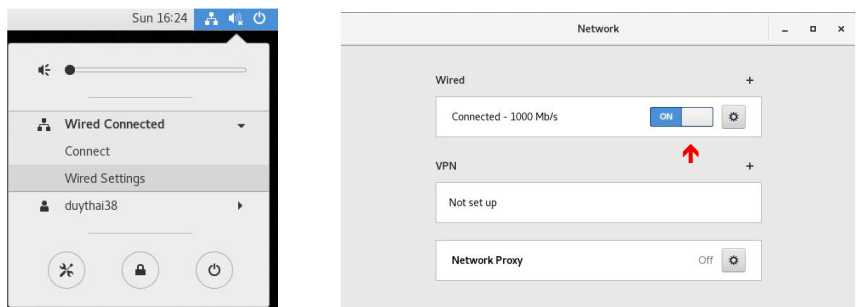 Sun 16:24
Wired Connected
Connect
Wired Settings
duythai38
Network
Wired
Connected - 1000 Mb/s
ON
VPN
Not set up
Network Proxy
Off